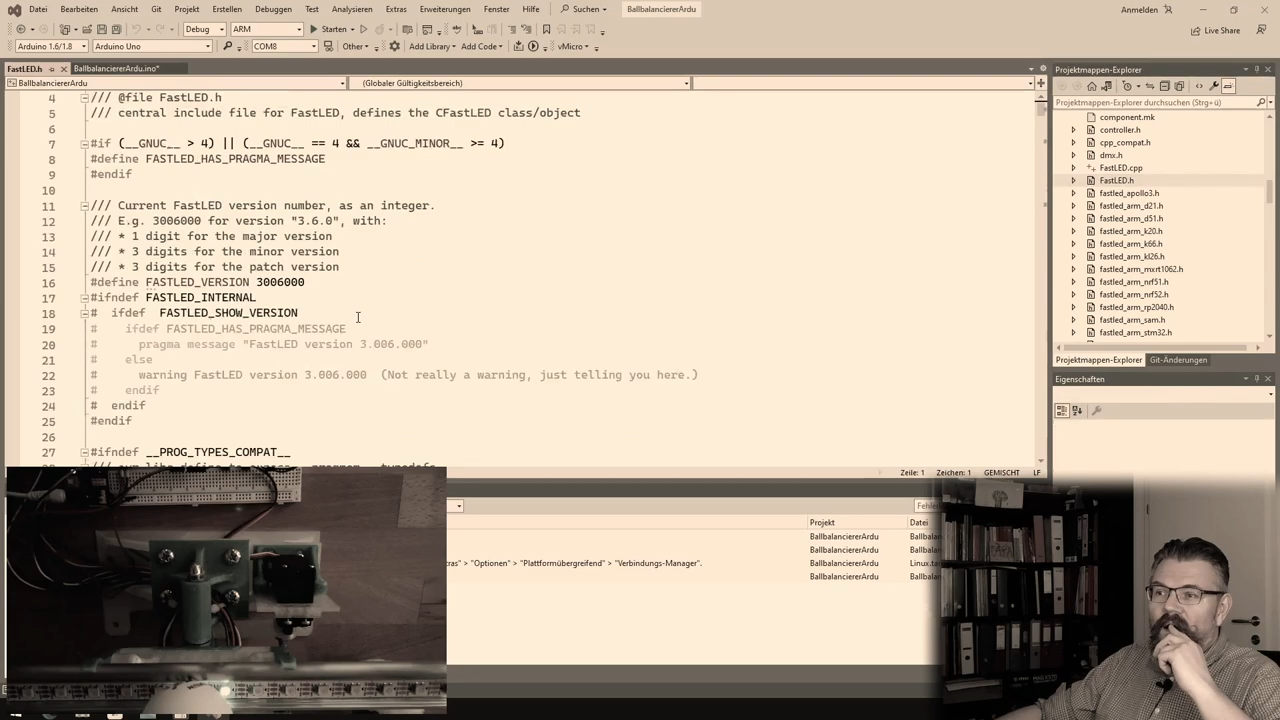 Datei Bearbeiten Ansicht Git Projekt Erstellen Debuggen Test Analysieren Extras Erweiterungen Fenster Hilfe Suchen BallbalanciererArdu Anmelden
Debug ARM Starten Live Share
Arduino 1.6/1.8 Arduino Uno COM8 Other Add Library Add Code vMicro
FastLED.h BallbalanciererArdu.ino*
BallbalanciererArdu (Globaler Gültigkeitsbereich)
4 /// @file FastLED.h
5 /// central include file for FastLED, defines the CFastLED class/object
6
7 #if (__GNUC__ > 4) || (__GNUC__ == 4 && __GNUC_MINOR__ >= 4)
8 #define FASTLED_HAS_PRAGMA_MESSAGE
9 #endif
10
11 /// Current FastLED version number, as an integer.
12 /// E.g. 3006000 for version "3.6.0", with:
13 /// * 1 digit for the major version
14 /// * 3 digits for the minor version
15 /// * 3 digits for the patch version
16 #define FASTLED_VERSION 3006000
17 #ifndef FASTLED_INTERNAL
18 # ifdef FASTLED_SHOW_VERSION
19 # ifdef FASTLED_HAS_PRAGMA_MESSAGE
20 # pragma message "FastLED version 3.006.000"
21 # else
22 # warning FastLED version 3.006.000 (Not really a warning, just telling you here.)
23 # endif
24 # endif
25 #endif
26
27 #ifndef __PROG_TYPES_COMPAT__
Zeile: 1 Zeichen: 1 GEMISCHT LF
Projektmappen-Explorer
Projektmappen-Explorer durchsuchen (Strg+ü)
component.mk
controller.h
cpp_compat.h
dmx.h
FastLED.cpp
FastLED.h
fastled_apollo3.h
fastled_arm_d21.h
fastled_arm_d51.h
fastled_arm_k20.h
fastled_arm_k66.h
fastled_arm_kl26.h
fastled_arm_mxrt1062.h
fastled_arm_nrf51.h
fastled_arm_nrf52.h
fastled_arm_rp2040.h
fastled_arm_sam.h
fastled_arm_stm32.h
Projektmappen-Explorer Git-Änderungen
Eigenschaften
Projekt Datei
BallbalanciererArdu
BallbalanciererArdu
"Optionen" > "Plattformübergreifend" > "Verbindungs-Manager". BallbalanciererArdu
BallbalanciererArdu